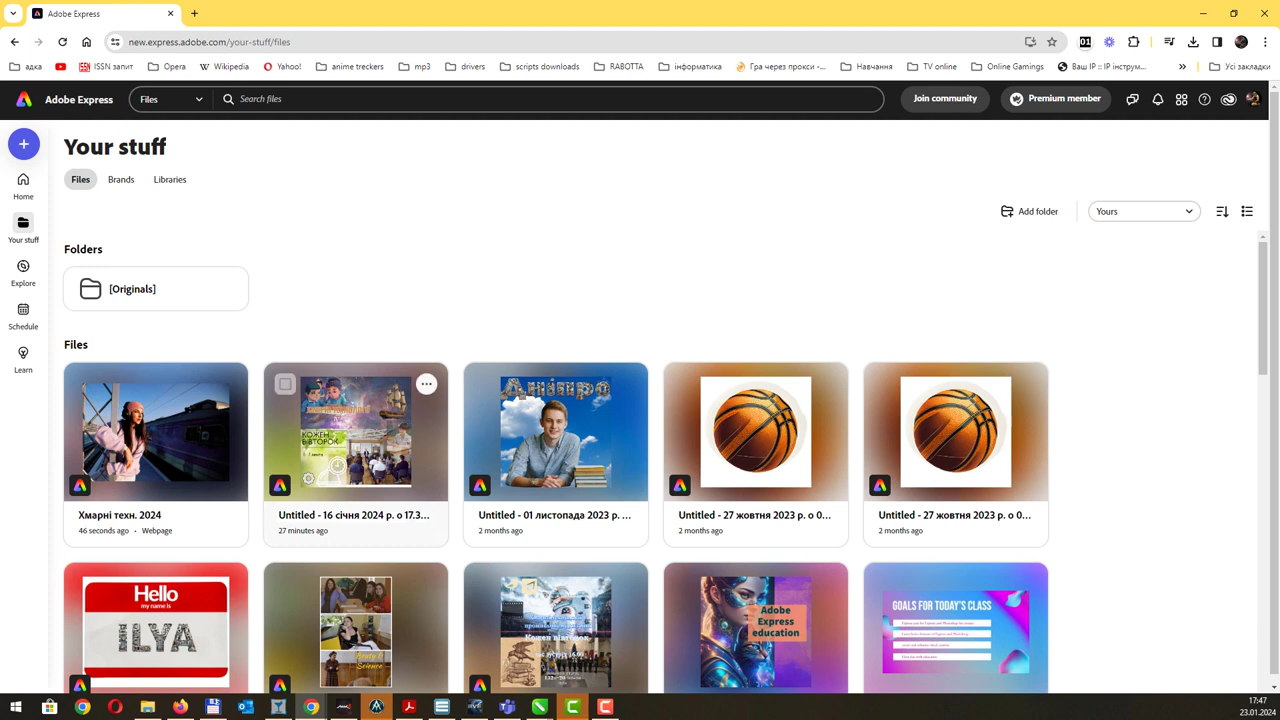 Adobe Express
new.express.adobe.com/your-stuff/files
адка
ISSN запит
Opera
Wikipedia
Yahoo!
anime treckers
mp3
drivers
scripts downloads
RABOTTA
інформатика
Гра через прокси -...
Навчання
TV online
Online Gamings
Ваш IP :: IP інструм...
Усі закладки
Adobe Express
Files
Search files
Join community
Premium member
Your stuff
Files
Brands
Libraries
Home
Your stuff
Explore
Schedule
Learn
Add folder
Yours
Folders
[Originals]
Files
КОЖЕН
ВІВТОРОК
Дніпро
Хмарні техн. 2024
46 seconds ago • Webpage
Untitled - 16 січня 2024 р. о 17.3...
27 minutes ago
Untitled - 01 листопада 2023 р. ...
2 months ago
Untitled - 27 жовтня 2023 р. о 0...
2 months ago
Untitled - 27 жовтня 2023 р. о 0...
2 months ago
Hello
my name is
ILYA
Beaty &
Science
Кожен вівторок
Adobe
Express
education
GOALS FOR TODAY'S CLASS
17:47
23.01.2024